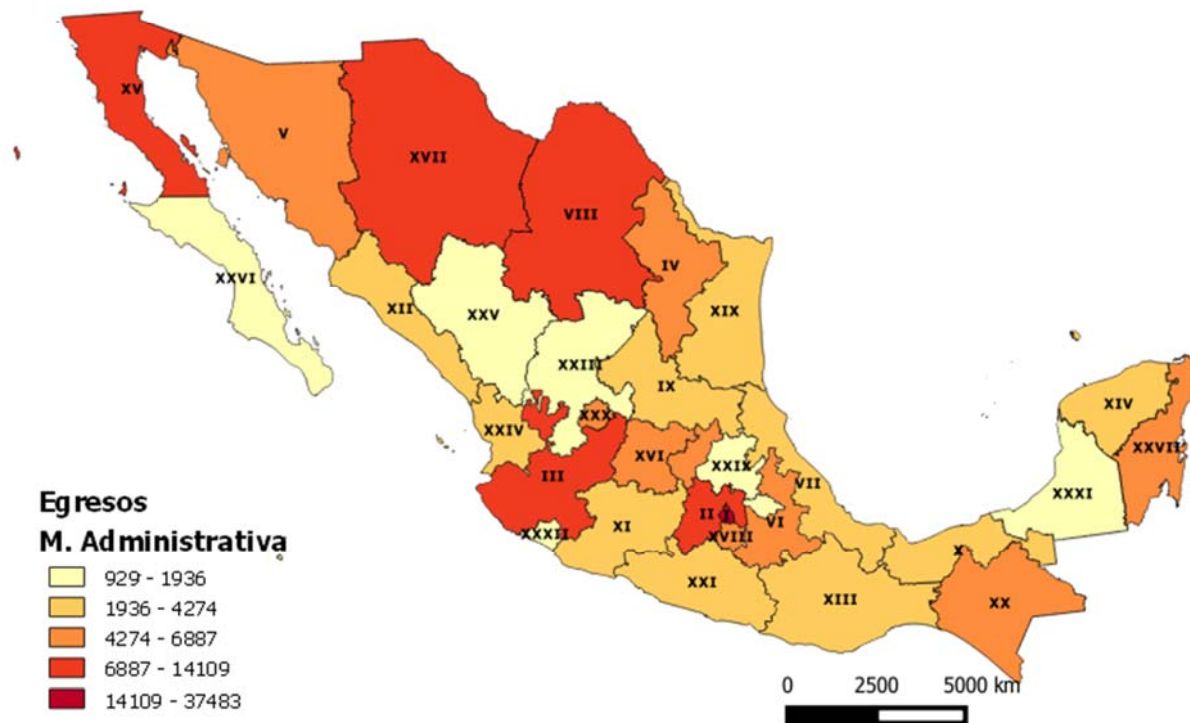 XV
V
XVII
VIII
XXVI
IV
XII
XXV
XIX
XXIII
IX
XXX
XXIV
XIV
XVI
XXVII
III
XXIX
VII
XXXI
II
I
VI
XI
XXXII
XVIII
X
XXI
XIII
XX
Egresos
M. Administrativa
929 - 1936
1936 - 4274
4274 - 6887
6887 - 14109
14109 - 37483
0 2500 5000 km